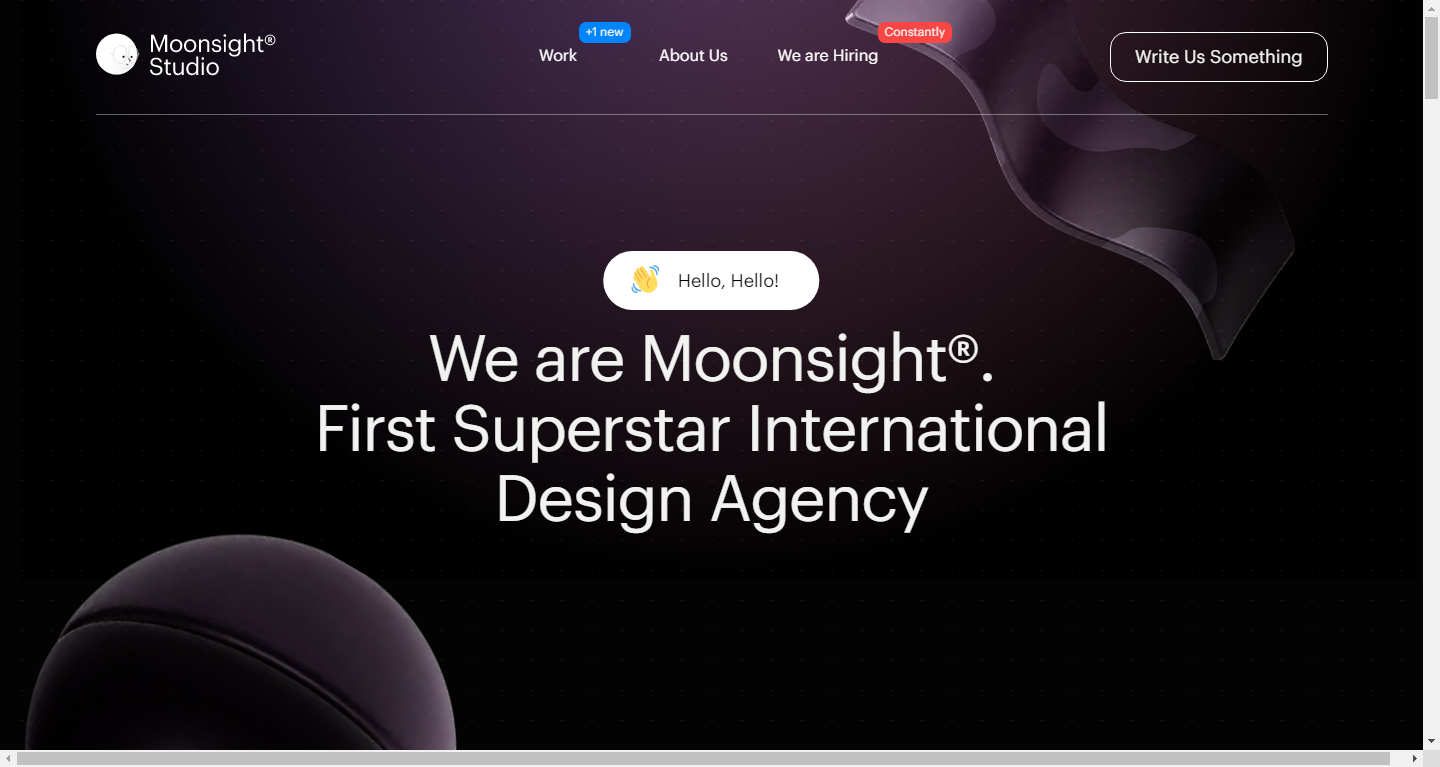 Moonsight®
Studio
Work
+1 new
About Us
We are Hiring
Constantly
Write Us Something
Hello, Hello!
We are Moonsight®.
First Superstar International
Design Agency